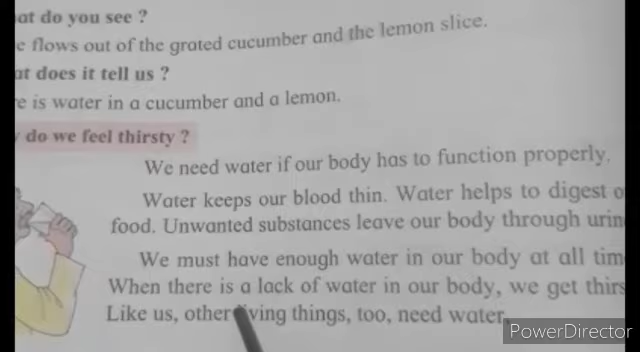 at do you see ?
e flows out of the grated cucumber and the lemon slice.
at does it tell us ?
e is water in a cucumber and a lemon.
do we feel thirsty ?
We need water if our body has to function properly.
Water keeps our blood thin. Water helps to digest o
food. Unwanted substances leave our body through urin
We must have enough water in our body at all tim
When there is a lack of water in our body, we get thirs
Like us, other iving things, too, need water.
PowerDirector